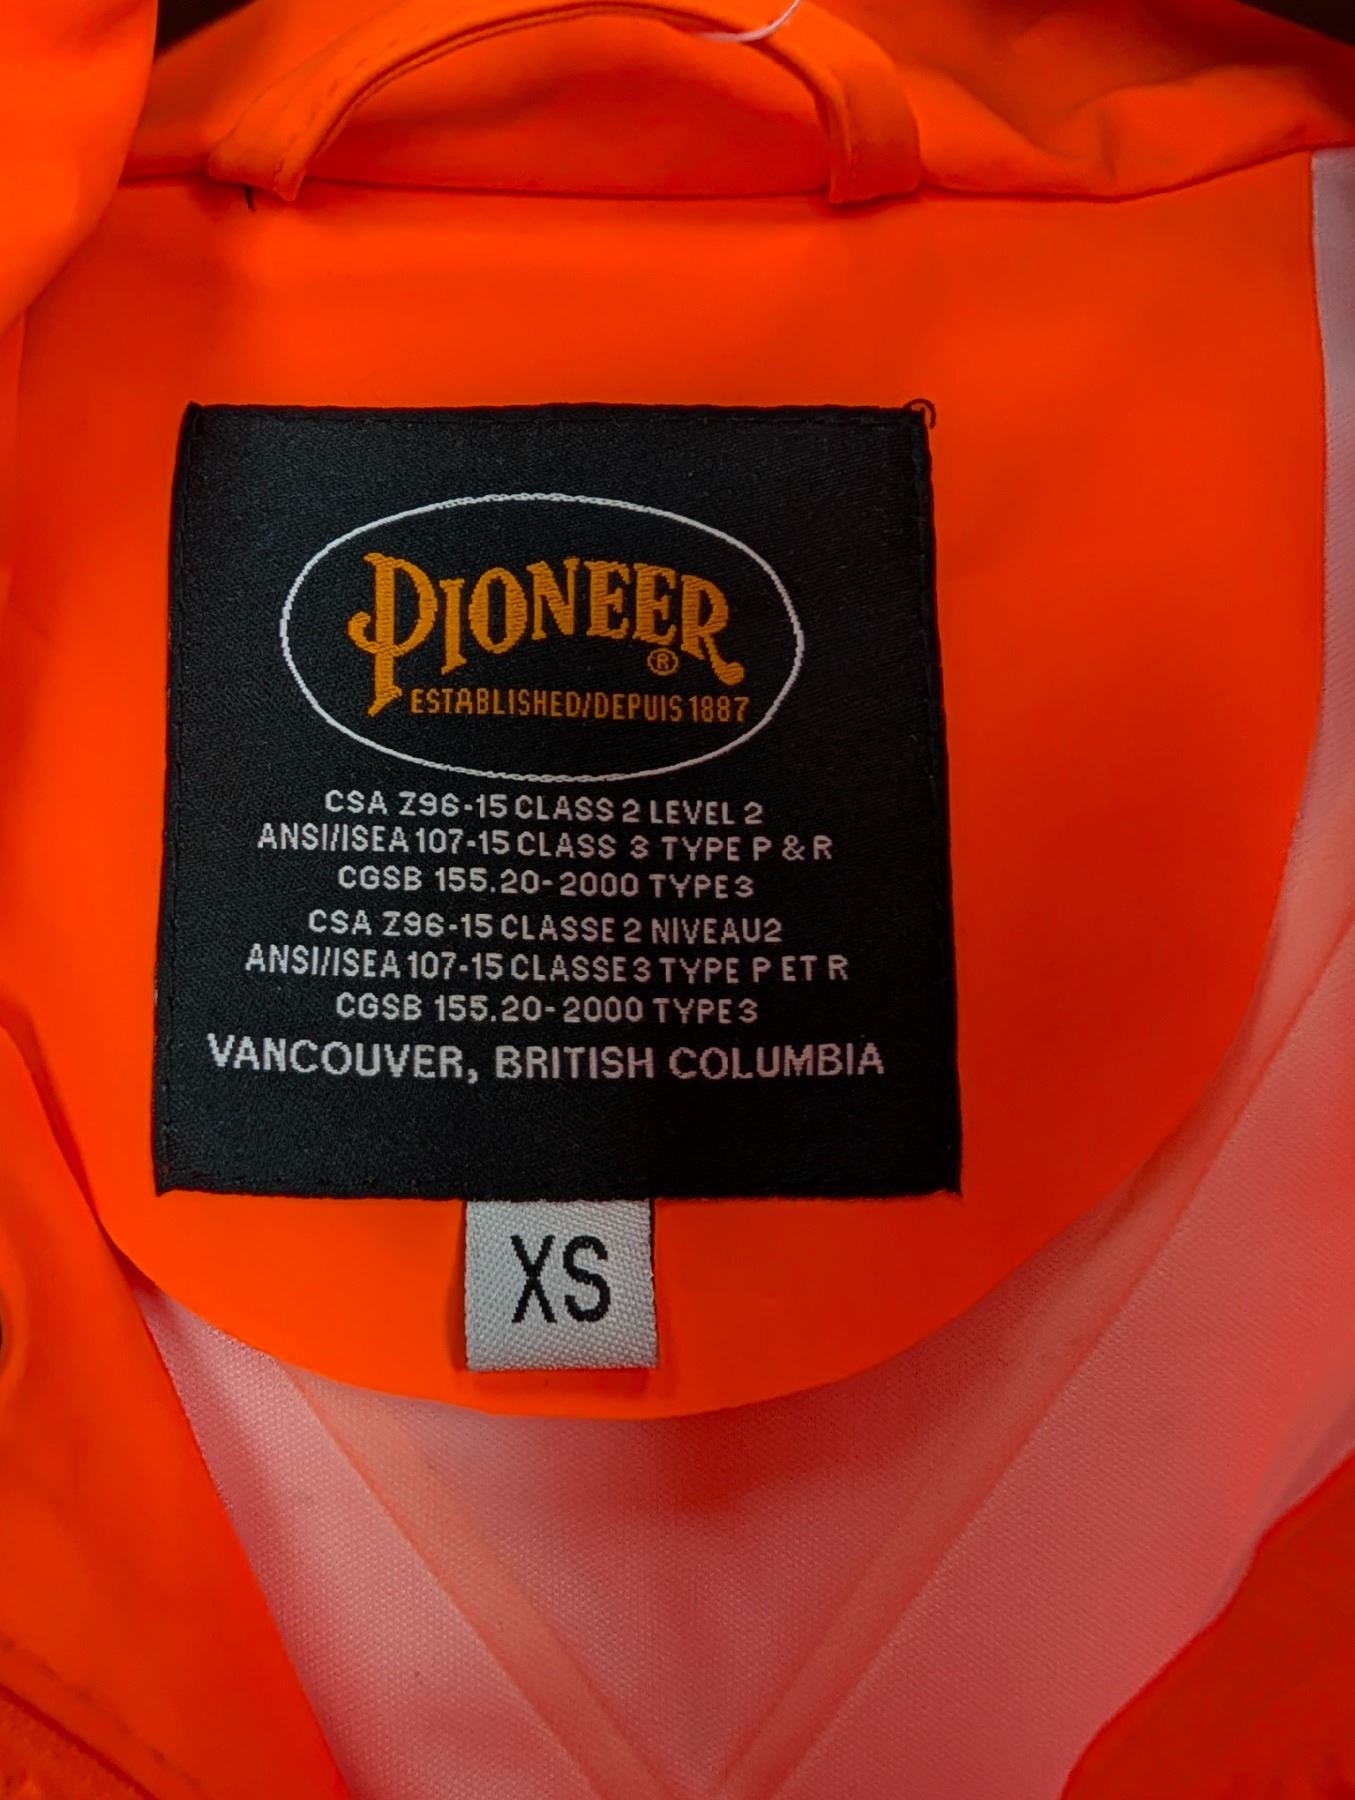 PIONEER
®
ESTABLISHED/DEPUIS 1887
CSA Z96-15 CLASS 2 LEVEL 2
ANSI/ISEA 107-15 CLASS 3 TYPE P & R
CGSB 155.20-2000 TYPE 3
CSA Z96-15 CLASSE 2 NIVEAU 2
ANSI/ISEA 107-15 CLASSE 3 TYPE P ET R
CGSB 155.20-2000 TYPE 3
VANCOUVER, BRITISH COLUMBIA
XS